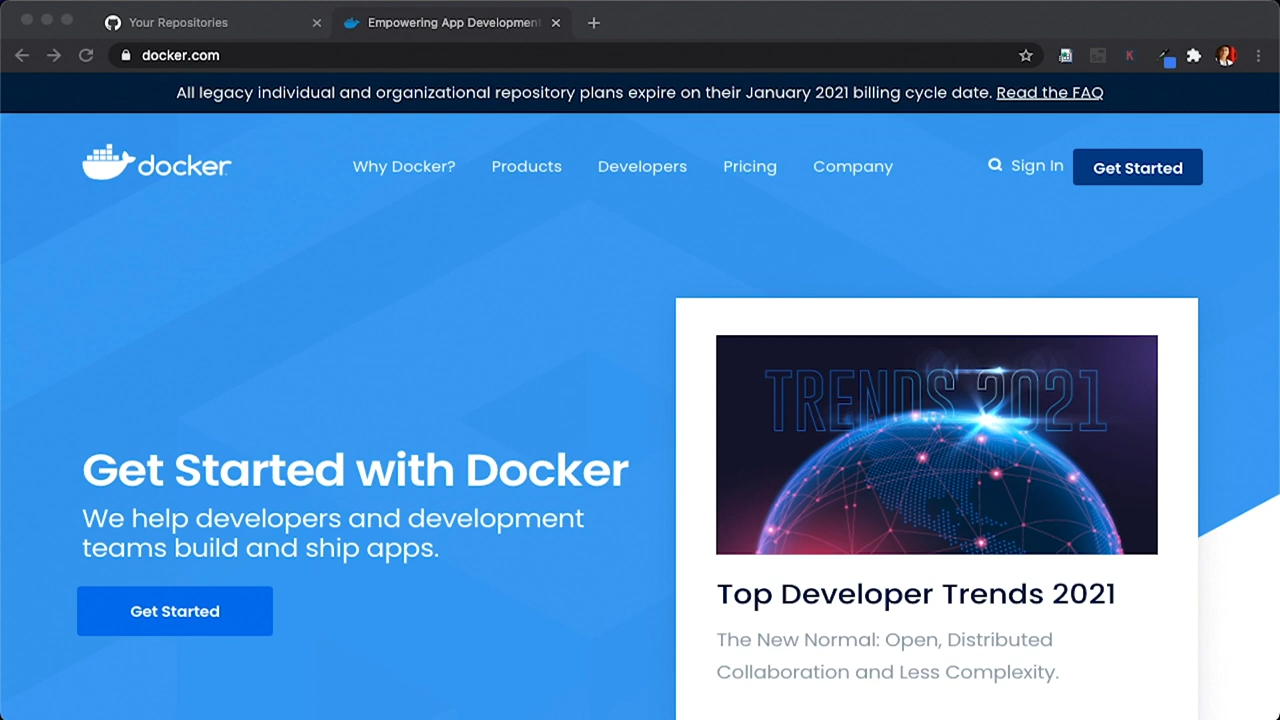 Your Repositories
Empowering App Development
docker.com
All legacy individual and organizational repository plans expire on their January 2021 billing cycle date. Read the FAQ
docker
Why Docker? Products Developers Pricing Company Sign In Get Started
TRENDS 2021
Get Started with Docker
We help developers and development
teams build and ship apps.
Get Started
Top Developer Trends 2021
The New Normal: Open, Distributed
Collaboration and Less Complexity.